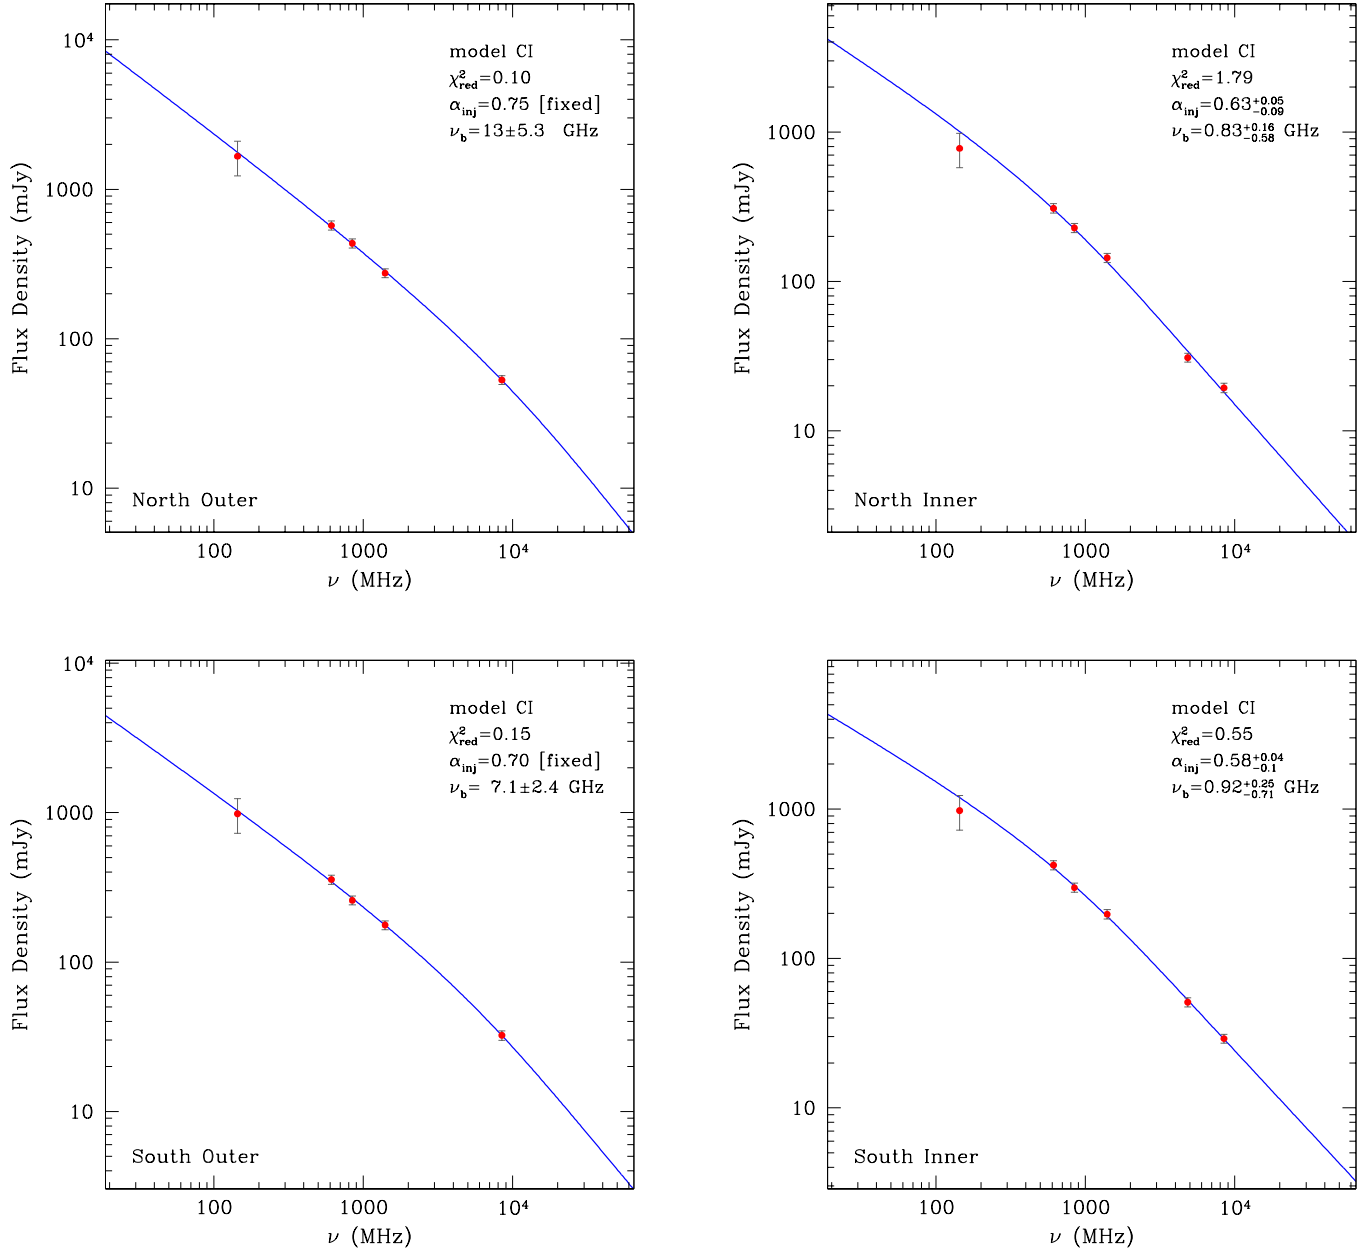 10⁴
1000
100
10
Flux Density (mJy)
model CI
χ²red=0.10
αinj=0.75 [fixed]
νb=13±5.3 GHz
North Outer
100 1000 10⁴
ν (MHz)
1000
100
10
Flux Density (mJy)
model CI
χ²red=1.79
αinj=0.63+0.05−0.09
νb=0.83+0.16−0.58 GHz
North Inner
100 1000 10⁴
ν (MHz)
10⁴
1000
100
10
Flux Density (mJy)
model CI
χ²red=0.15
αinj=0.70 [fixed]
νb= 7.1±2.4 GHz
South Outer
100 1000 10⁴
ν (MHz)
1000
100
10
Flux Density (mJy)
model CI
χ²red=0.55
αinj=0.58+0.04−0.1
νb=0.92+0.25−0.71 GHz
South Inner
100 1000 10⁴
ν (MHz)